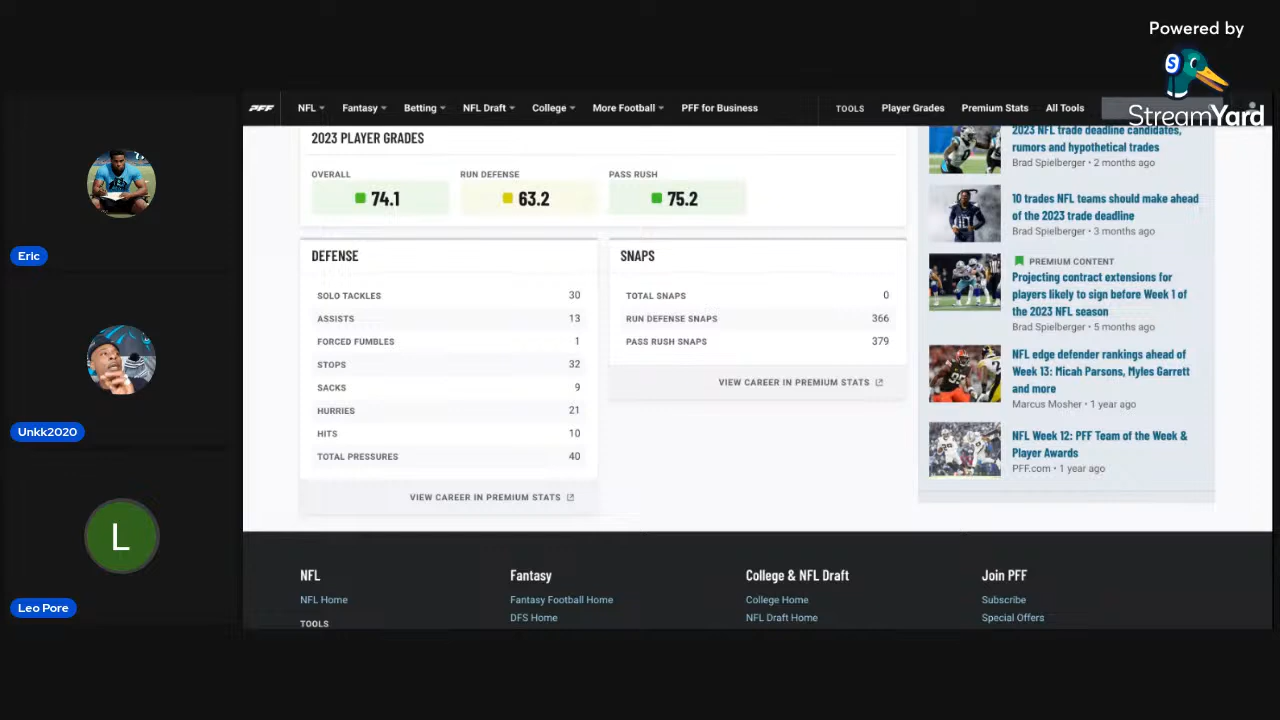 Powered by
StreamYard
PFF
NFL
Fantasy
Betting
NFL Draft
College
More Football
PFF for Business
TOOLS
Player Grades
Premium Stats
All Tools
2023 PLAYER GRADES
OVERALL
74.1
RUN DEFENSE
63.2
PASS RUSH
75.2
DEFENSE
SOLO TACKLES 30
ASSISTS 13
FORCED FUMBLES 1
STOPS 32
SACKS 9
HURRIES 21
HITS 10
TOTAL PRESSURES 40
VIEW CAREER IN PREMIUM STATS
SNAPS
TOTAL SNAPS 0
RUN DEFENSE SNAPS 366
PASS RUSH SNAPS 379
VIEW CAREER IN PREMIUM STATS
2023 NFL trade deadline candidates,
rumors and hypothetical trades
Brad Spielberger • 2 months ago
10 trades NFL teams should make ahead
of the 2023 trade deadline
Brad Spielberger • 3 months ago
PREMIUM CONTENT
Projecting contract extensions for
players likely to sign before Week 1 of
the 2023 NFL season
Brad Spielberger • 5 months ago
NFL edge defender rankings ahead of
Week 13: Micah Parsons, Myles Garrett
and more
Marcus Mosher • 1 year ago
NFL Week 12: PFF Team of the Week &
Player Awards
PFF.com • 1 year ago
NFL
NFL Home
TOOLS
Fantasy
Fantasy Football Home
DFS Home
College & NFL Draft
College Home
NFL Draft Home
Join PFF
Subscribe
Special Offers
Eric
Unkk2020
L
Leo Pore